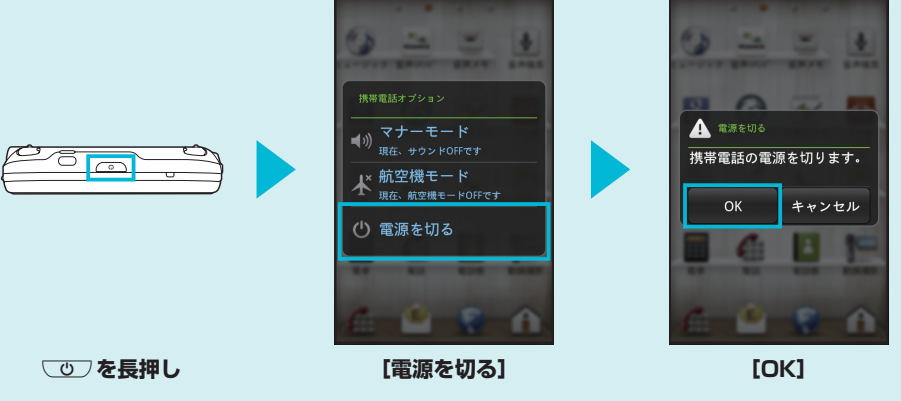 携帯電話オプション
マナーモード
現在、サウンドOFFです
航空機モード
現在、航空機モードOFFです
電源を切る
電源を切る
携帯電話の電源を切ります。
OK
キャンセル
を長押し
[電源を切る]
[OK]